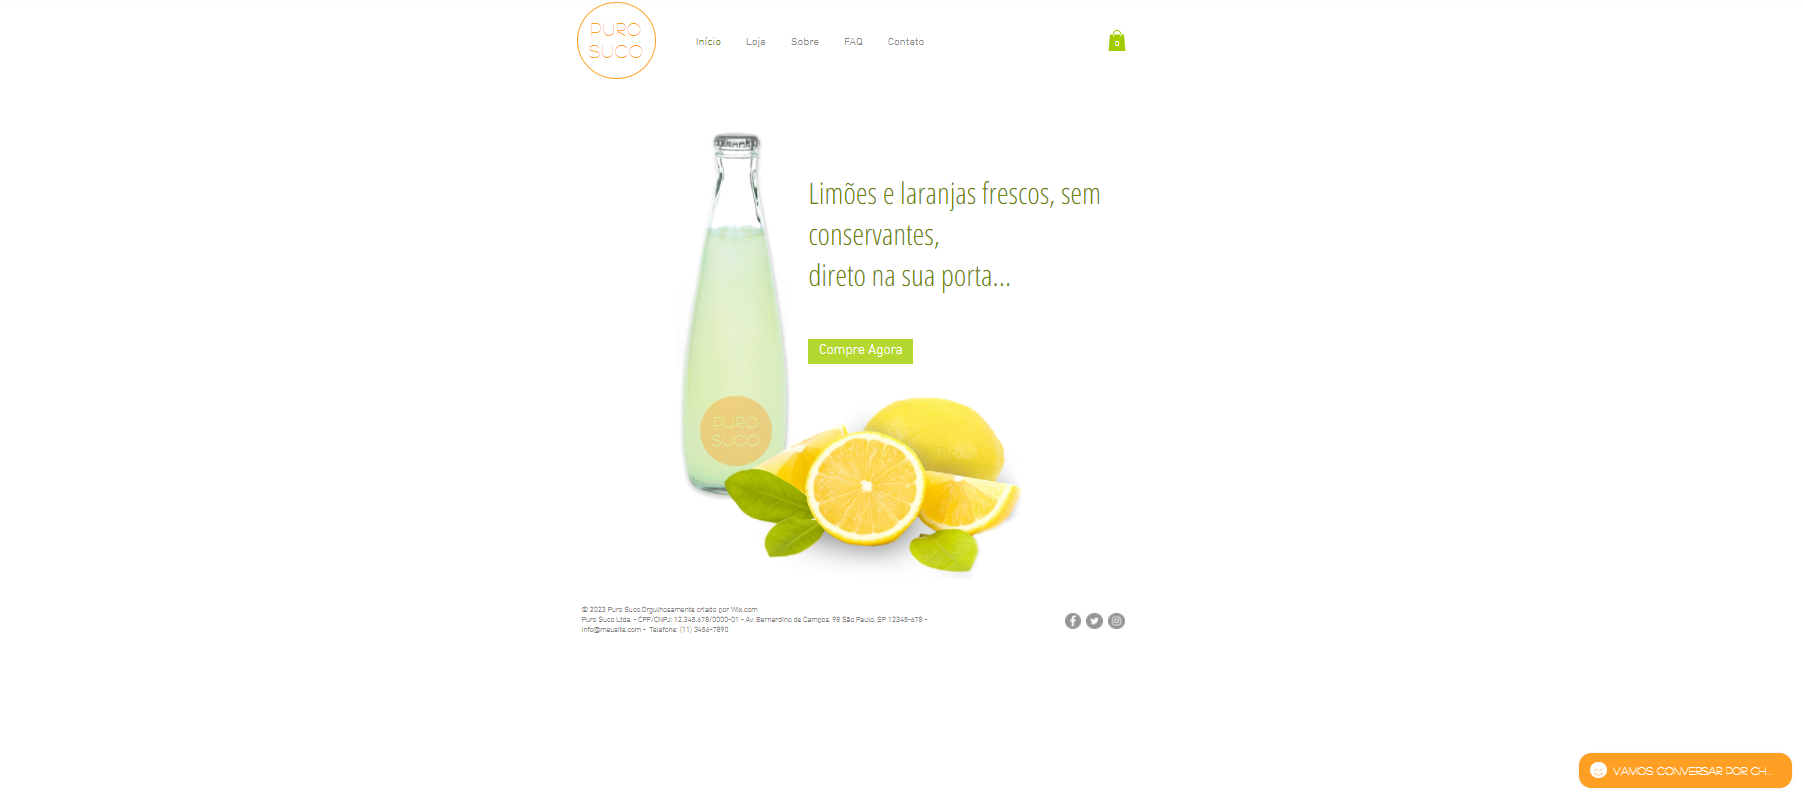 PURO
SUCO
Início
Loja
Sobre
FAQ
Contato
0
Limões e laranjas frescos, sem
conservantes,
direto na sua porta...
Compre Agora
PURO
SUCO
© 2023 Puro Suco.Orgulhosamente criado por Wix.com
Puro Suco Ltda. - CPF/CNPJ: 12.345.678/0000-01 - Av. Bernardino de Campos, 98 São Paulo, SP 12345-678 -
info@meusite.com - Telefone: (11) 3456-7890
VAMOS CONVERSAR POR CH...